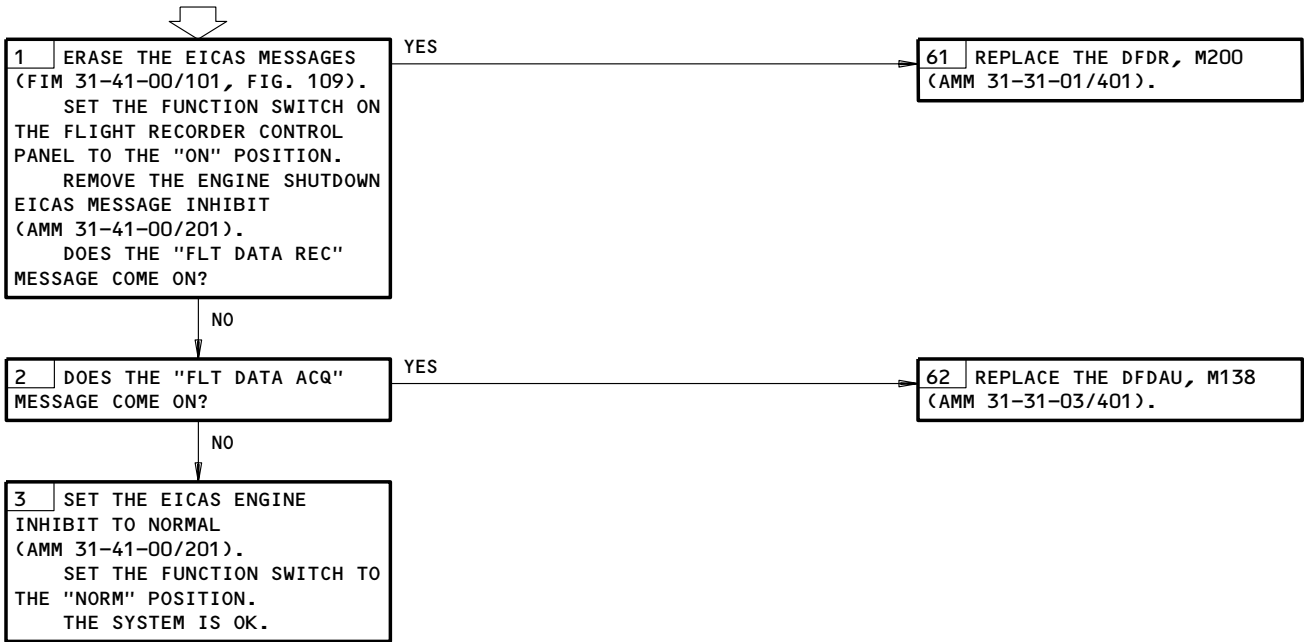 1 ERASE THE EICAS MESSAGES
(FIM 31-41-00/101, FIG. 109).
SET THE FUNCTION SWITCH ON
THE FLIGHT RECORDER CONTROL
PANEL TO THE "ON" POSITION.
REMOVE THE ENGINE SHUTDOWN
EICAS MESSAGE INHIBIT
(AMM 31-41-00/201).
DOES THE "FLT DATA REC"
MESSAGE COME ON?
YES
61 REPLACE THE DFDR, M200
(AMM 31-31-01/401).
NO
2 DOES THE "FLT DATA ACQ"
MESSAGE COME ON?
YES
62 REPLACE THE DFDAU, M138
(AMM 31-31-03/401).
NO
3 SET THE EICAS ENGINE
INHIBIT TO NORMAL
(AMM 31-41-00/201).
SET THE FUNCTION SWITCH TO
THE "NORM" POSITION.
THE SYSTEM IS OK.